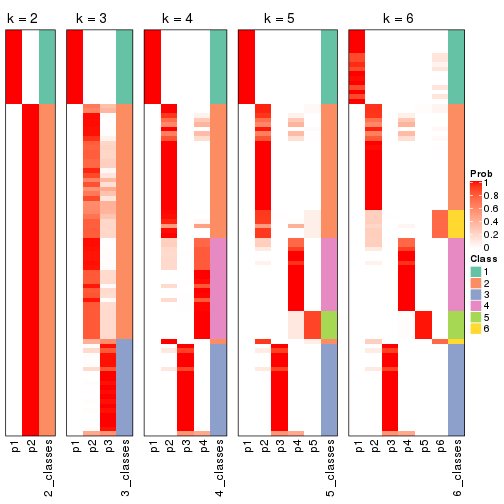 k = 2
k = 3
k = 4
k = 5
k = 6
p1
p2
2_classes
p1
p2
p3
3_classes
p1
p2
p3
p4
4_classes
p1
p2
p3
p4
p5
5_classes
p1
p2
p3
p4
p5
p6
6_classes
Prob
1
0.8
0.6
0.4
0.2
0
Class
1
2
3
4
5
6